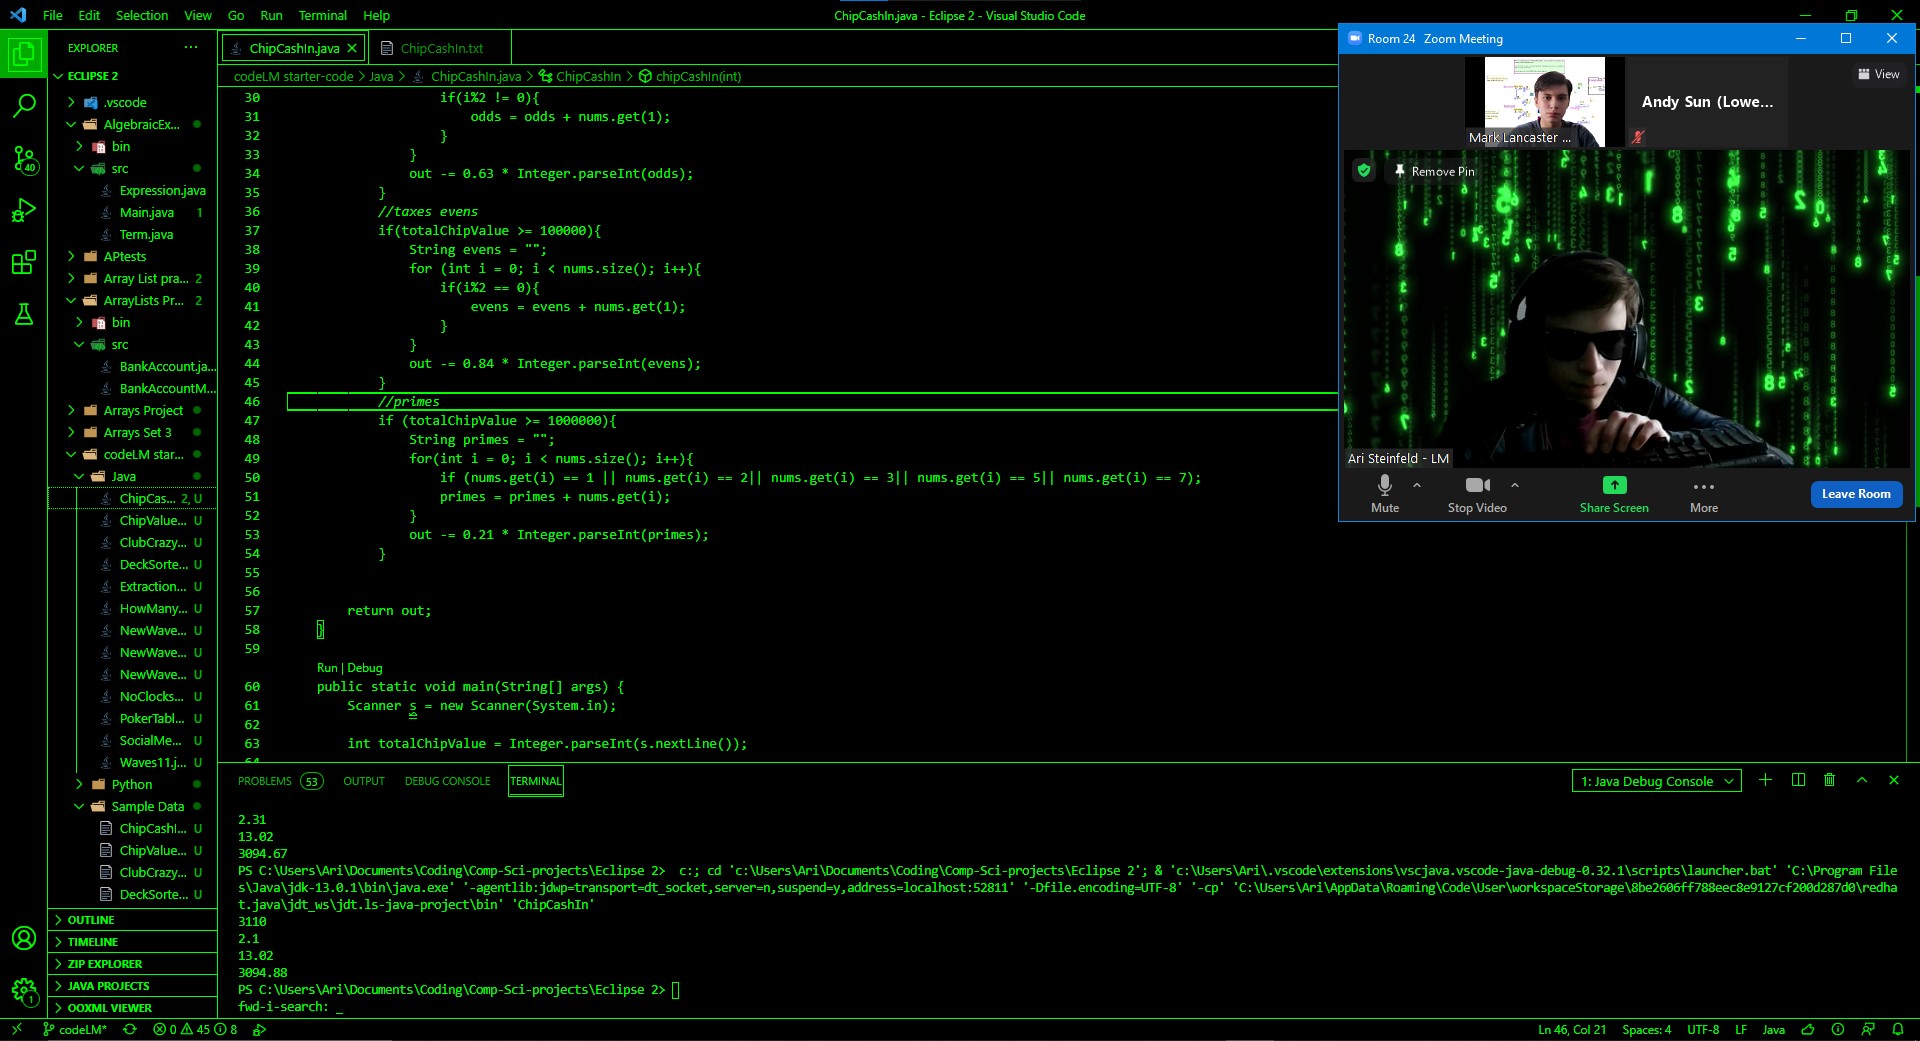 File Edit Selection View Go Run Terminal Help
ChipCashIn.java - Eclipse 2 - Visual Studio Code
EXPLORER
ECLIPSE 2
.vscode
AlgebraicEx...
bin
src
Expression.java
Main.java 1
Term.java
APtests
Array List pra... 2
ArrayLists Pr... 2
bin
src
BankAccount.ja...
BankAccountM...
Arrays Project
Arrays Set 3
codeLM star...
Java
ChipCas... 2, U
ChipValue... U
ClubCrazy... U
DeckSorte... U
Extraction... U
HowMany... U
NewWave... U
NewWave... U
NewWave... U
NoClocks... U
PokerTabl... U
SocialMe... U
Waves11.j... U
Python
Sample Data
ChipCashI... U
ChipValue... U
ClubCrazy... U
DeckSorte... U
OUTLINE
TIMELINE
ZIP EXPLORER
JAVA PROJECTS
OOXML VIEWER
40
1
ChipCashIn.java ChipCashIn.txt
codeLM starter-code > Java > ChipCashIn.java > ChipCashIn > chipCashIn(int)
30 if(i%2 != 0){
31 odds = odds + nums.get(1);
32 }
33 }
34 out -= 0.63 * Integer.parseInt(odds);
35 }
36 //taxes evens
37 if(totalChipValue >= 100000){
38 String evens = "";
39 for (int i = 0; i < nums.size(); i++){
40 if(i%2 == 0){
41 evens = evens + nums.get(1);
42 }
43 }
44 out -= 0.84 * Integer.parseInt(evens);
45 }
46 //primes
47 if (totalChipValue >= 1000000){
48 String primes = "";
49 for(int i = 0; i < nums.size(); i++){
50 if (nums.get(i) == 1 || nums.get(i) == 2|| nums.get(i) == 3|| nums.get(i) == 5|| nums.get(i) == 7);
51 primes = primes + nums.get(i);
52 }
53 out -= 0.21 * Integer.parseInt(primes);
54 }
55
56
57 return out;
58 }
59
Run | Debug
60 public static void main(String[] args) {
61 Scanner s = new Scanner(System.in);
62
63 int totalChipValue = Integer.parseInt(s.nextLine());
Room 24 Zoom Meeting
View
Mark Lancaster ...
Andy Sun (Lowe...
Remove Pin
Ari Steinfeld - LM
Mute Stop Video Share Screen More Leave Room
PROBLEMS 53 OUTPUT DEBUG CONSOLE TERMINAL 1: Java Debug Console
2.31
13.02
3094.67
PS C:\Users\Ari\Documents\Coding\Comp-Sci-projects\Eclipse 2> c:; cd 'c:\Users\Ari\Documents\Coding\Comp-Sci-projects\Eclipse 2'; & 'c:\Users\Ari\.vscode\extensions\vscjava.vscode-java-debug-0.32.1\scripts\launcher.bat' 'C:\Program File
s\Java\jdk-13.0.1\bin\java.exe' '-agentlib:jdwp=transport=dt_socket,server=n,suspend=y,address=localhost:52811' '-Dfile.encoding=UTF-8' '-cp' 'C:\Users\Ari\AppData\Roaming\Code\User\workspaceStorage\8be2606ff788eec8e9127cf200d287d0\redha
t.java\jdt_ws\jdt.ls-java-project\bin' 'ChipCashIn'
3110
2.1
13.02
3094.88
PS C:\Users\Ari\Documents\Coding\Comp-Sci-projects\Eclipse 2>
fwd-i-search: _
codeLM* 0 45 8
Ln 46, Col 21 Spaces: 4 UTF-8 LF Java